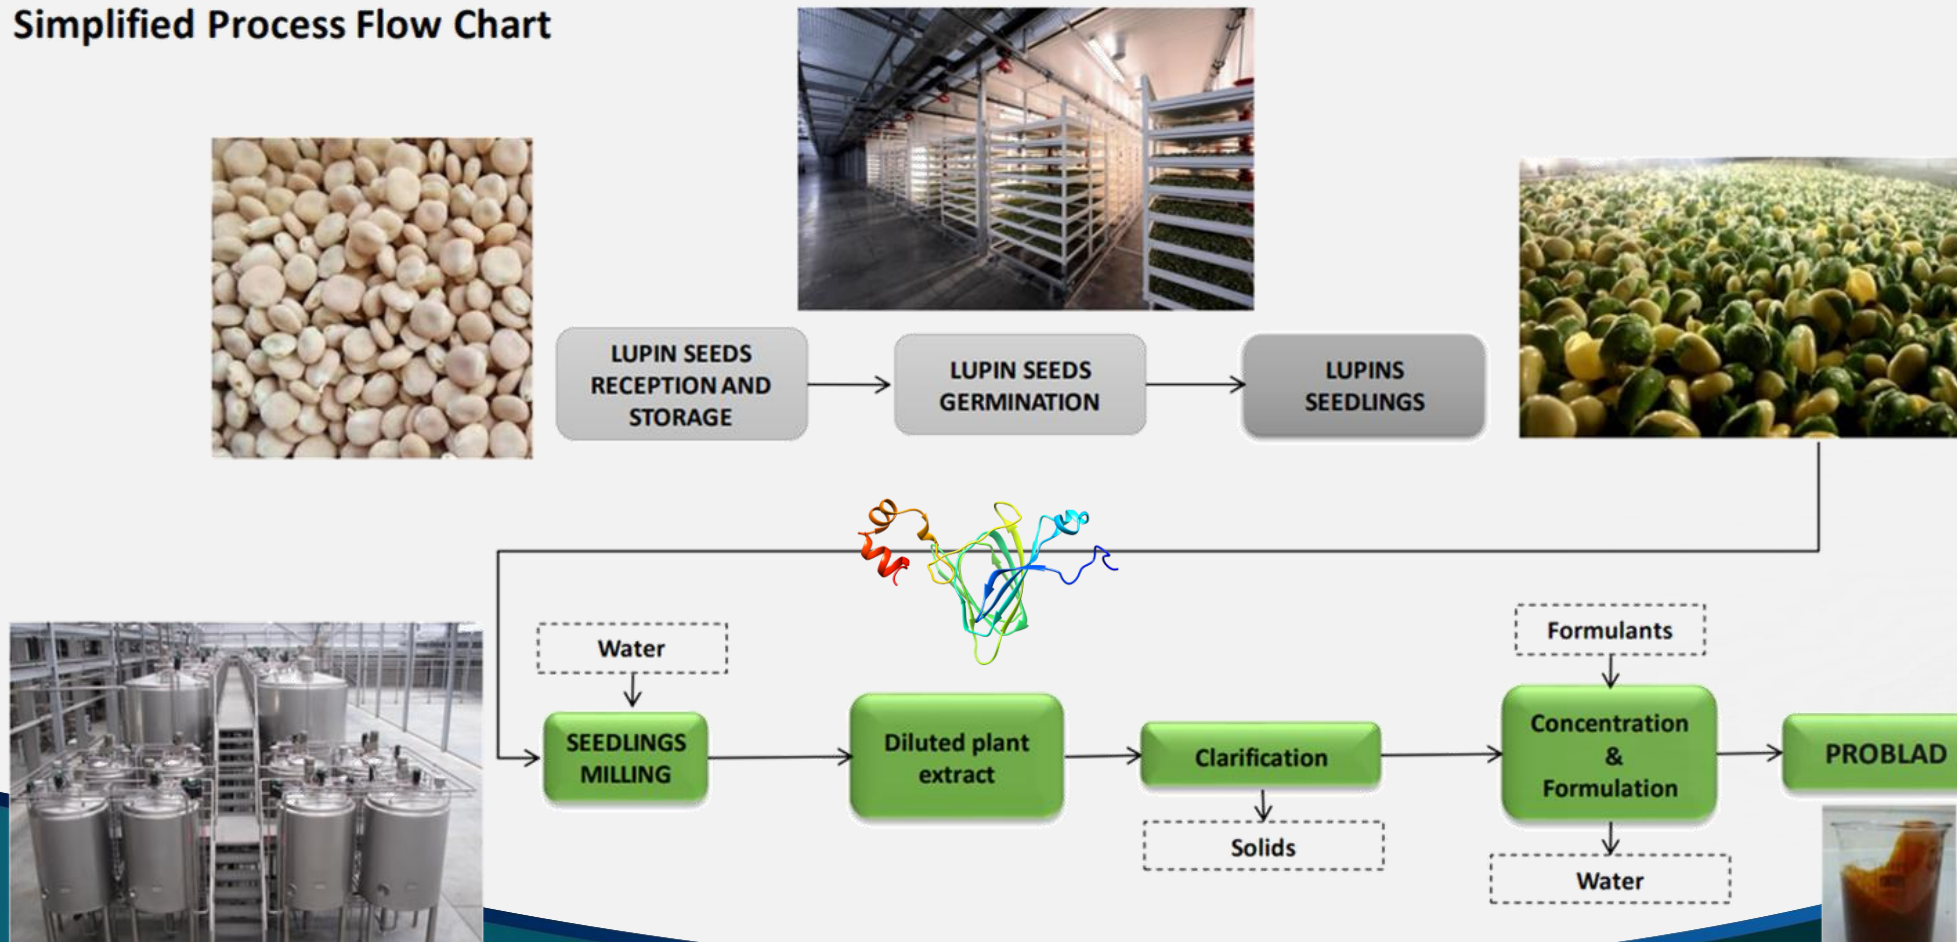 Simplified Process Flow Chart
LUPIN SEEDS
RECEPTION AND
STORAGE
LUPIN SEEDS
GERMINATION
LUPINS
SEEDLINGS
Water
SEEDLINGS
MILLING
Diluted plant
extract
Clarification
Solids
Formulants
Concentration
&
Formulation
Water
PROBLAD